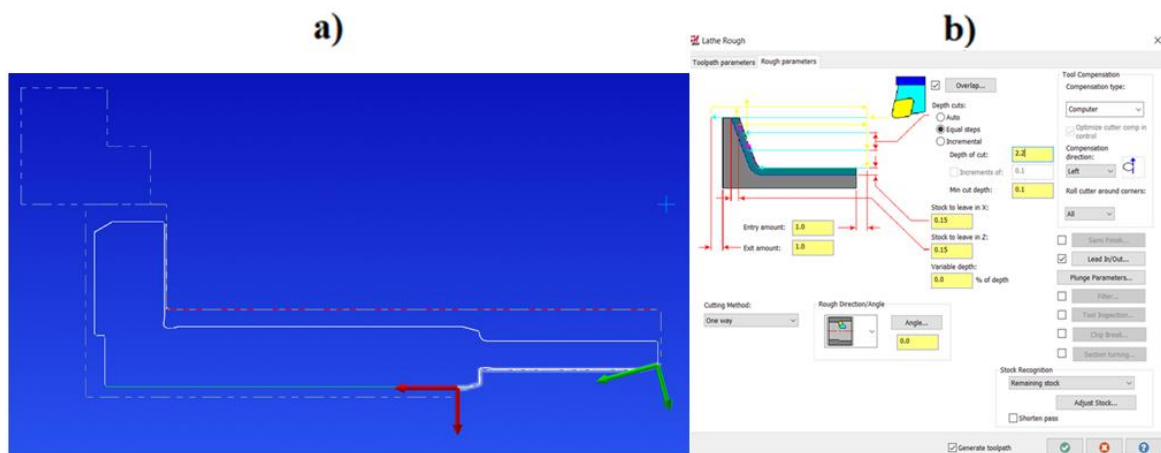 a)
b)
Lathe Rough
Toolpath parameters
Rough parameters
Overlap...
Depth cuts:
Auto
Equal steps
Incremental
Depth of cut:
2.2
Increments of:
0.1
Min cut depth:
0.1
Stock to leave in X:
0.15
Stock to leave in Z:
0.15
Variable depth:
0.0
% of depth
Entry amount:
1.0
Exit amount:
1.0
Cutting Method:
One way
Rough Direction/Angle
Angle...
0.0
Tool Compensation
Compensation type:
Computer
Optimize cutter comp in
control
Compensation
direction:
Left
Roll cutter around corners:
All
Semi Finish...
Lead In/Out...
Plunge Parameters...
Filter...
Tool Inspection...
Chip Break...
Section turning...
Stock Recognition
Remaining stock
Adjust Stock...
Shorten pass
Generate toolpath